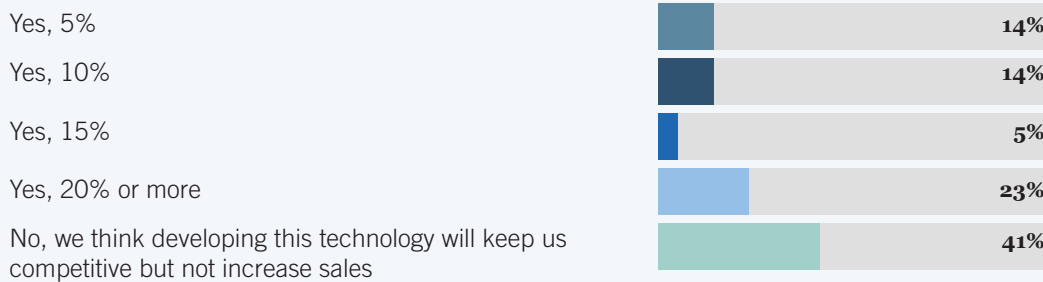 Yes, 5%
14%
Yes, 10%
14%
Yes, 15%
5%
Yes, 20% or more
23%
No, we think developing this technology will keep us
competitive but not increase sales
41%